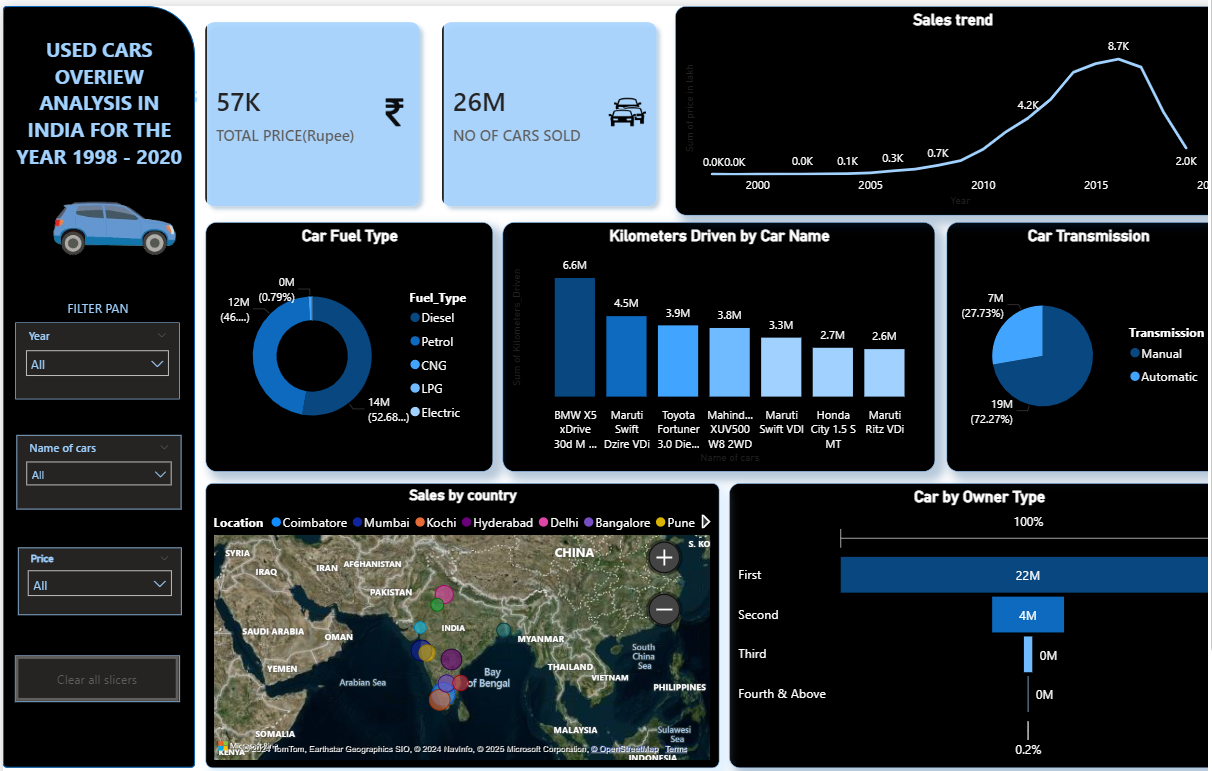 USED CARS
OVERIEW
ANALYSIS IN
INDIA FOR THE
YEAR 1998 - 2020
FILTER PAN
Year
All
Name of cars
All
Price
All
Clear all slicers
57K
TOTAL PRICE(Rupee)
₹
26M
NO OF CARS SOLD
Sales trend
Sum of price in lakh
8.7K
4.2K
0.0K0.0K
0.0K
0.1K
0.3K
0.7K
2.0K
2000
2005
2010
2015
20
Year
Car Fuel Type
0M
(0.79%)
12M
(46....)
14M
(52.68...)
Fuel_Type
Diesel
Petrol
CNG
LPG
Electric
Kilometers Driven by Car Name
Sum of Kilometers_Driven
6.6M
4.5M
3.9M
3.8M
3.3M
2.7M
2.6M
BMW X5
xDrive
30d M ...
Maruti
Swift
Dzire VDi
Toyota
Fortuner
3.0 Die...
Mahind...
XUV500
W8 2WD
Maruti
Swift VDI
Honda
City 1.5 S
MT
Maruti
Ritz VDi
Name of cars
Car Transmission
7M
(27.73%)
19M
(72.27%)
Transmission
Manual
Automatic
Sales by country
Location Coimbatore Mumbai Kochi Hyderabad Delhi Bangalore Pune
SYRIA
IRAQ
IRAN
AFGHANISTAN
PAKISTAN
CHINA
S. KO
SAUDI ARABIA
OMAN
INDIA
MYANMAR
YEMEN
THAILAND
South
China
Sea
VIETNAM
PHILIPPINES
Arabian Sea
Bay
of Bengal
SOMALIA
MALAYSIA
Sulawesi
Sea
KENYA
INDONESIA
TomTom, Earthstar Geographics SIO, © 2024 NavInfo, © 2025 Microsoft Corporation, © OpenStreetMap Terms
Car by Owner Type
100%
First
22M
Second
4M
Third
0M
Fourth & Above
0M
0.2%